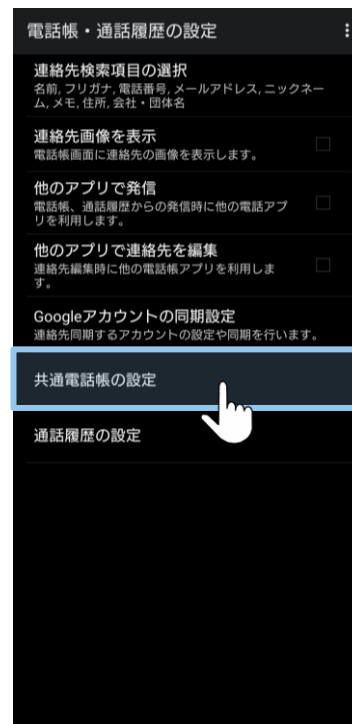 電話帳・通話履歴の設定
連絡先検索項目の選択
名前, フリガナ, 電話番号, メールアドレス, ニックネー
ム, メモ, 住所, 会社・団体名
連絡先画像を表示
電話帳画面に連絡先の画像を表示します。
他のアプリで発信
電話帳、通話履歴からの発信時に他の電話アプ
リを利用します。
他のアプリで連絡先を編集
連絡先編集時に他の電話帳アプリを利用しま
す。
Googleアカウントの同期設定
連絡先同期するアカウントの設定や同期を行います。
共通電話帳の設定
通話履歴の設定